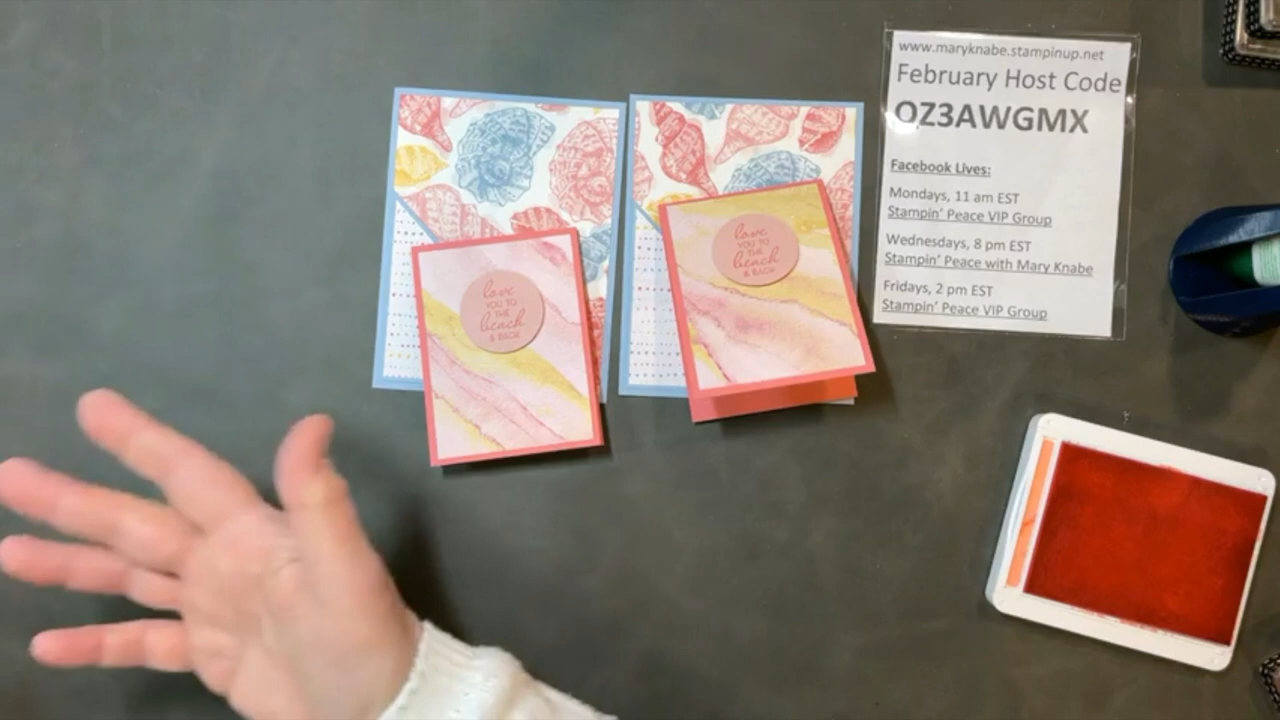 www.maryknabe.stampinup.net
February Host Code
OZ3AWGMX
Facebook Lives:
Mondays, 11 am EST
Stampin' Peace VIP Group
Wednesdays, 8 pm EST
Stampin' Peace with Mary Knabe
Fridays, 2 pm EST
Stampin' Peace VIP Group
love
YOU TO
THE
beach
& BACK
love
YOU TO
THE
beach
& BACK